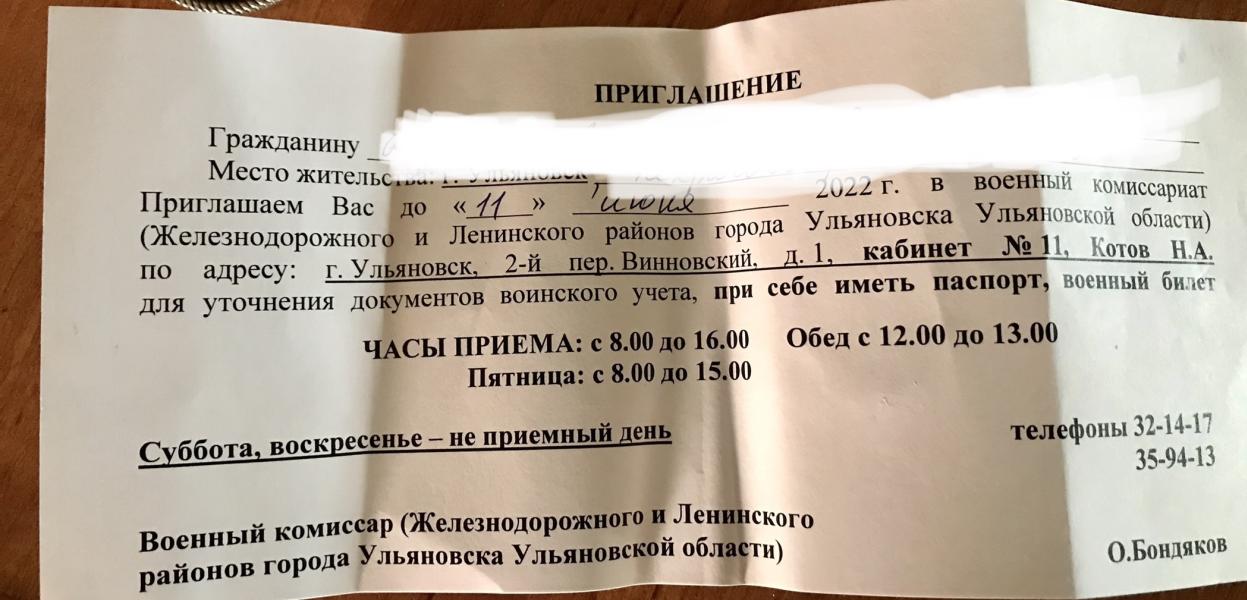 ПРИГЛАШЕНИЕ
Гражданину
Место жительства: г. Ульяновск,
Приглашаем Вас до «11» июня 2022 г. в военный комиссариат
(Железнодорожного и Ленинского районов города Ульяновска Ульяновской области)
по адресу: г. Ульяновск, 2-й пер. Винновский, д. 1, кабинет № 11, Котов Н.А.
для уточнения документов воинского учета, при себе иметь паспорт, военный билет
ЧАСЫ ПРИЕМА: с 8.00 до 16.00 Обед с 12.00 до 13.00
Пятница: с 8.00 до 15.00
Суббота, воскресенье – не приемный день
телефоны 32-14-17
35-94-13
Военный комиссар (Железнодорожного и Ленинского
районов города Ульяновска Ульяновской области)
О.Бондяков